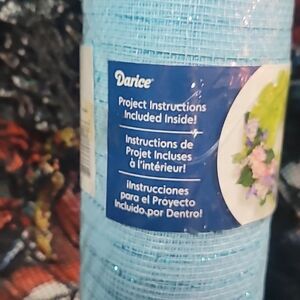 Darice®
Project Instructions
Included Inside!
Instructions de
Projet Incluses
à l'intérieur!
¡Instrucciones
para el Proyecto
Incluido por Dentro!